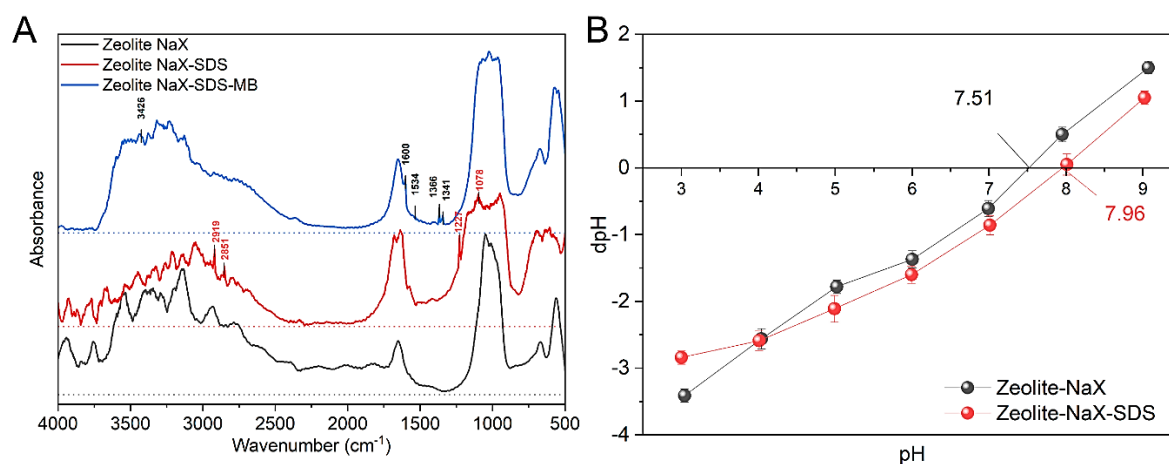 A
Zeolite NaX
Zeolite NaX-SDS
Zeolite NaX-SDS-MB
3426
2919
2851
1600
1534
1366
1341
1227
1078
Absorbance
4000 3500 3000 2500 2000 1500 1000 500
Wavenumber (cm-1)
B
2
1
0
-1
-2
-3
-4
dpH
7.51
3 4 5 6 7 8 9
7.96
Zeolite-NaX
Zeolite-NaX-SDS
pH